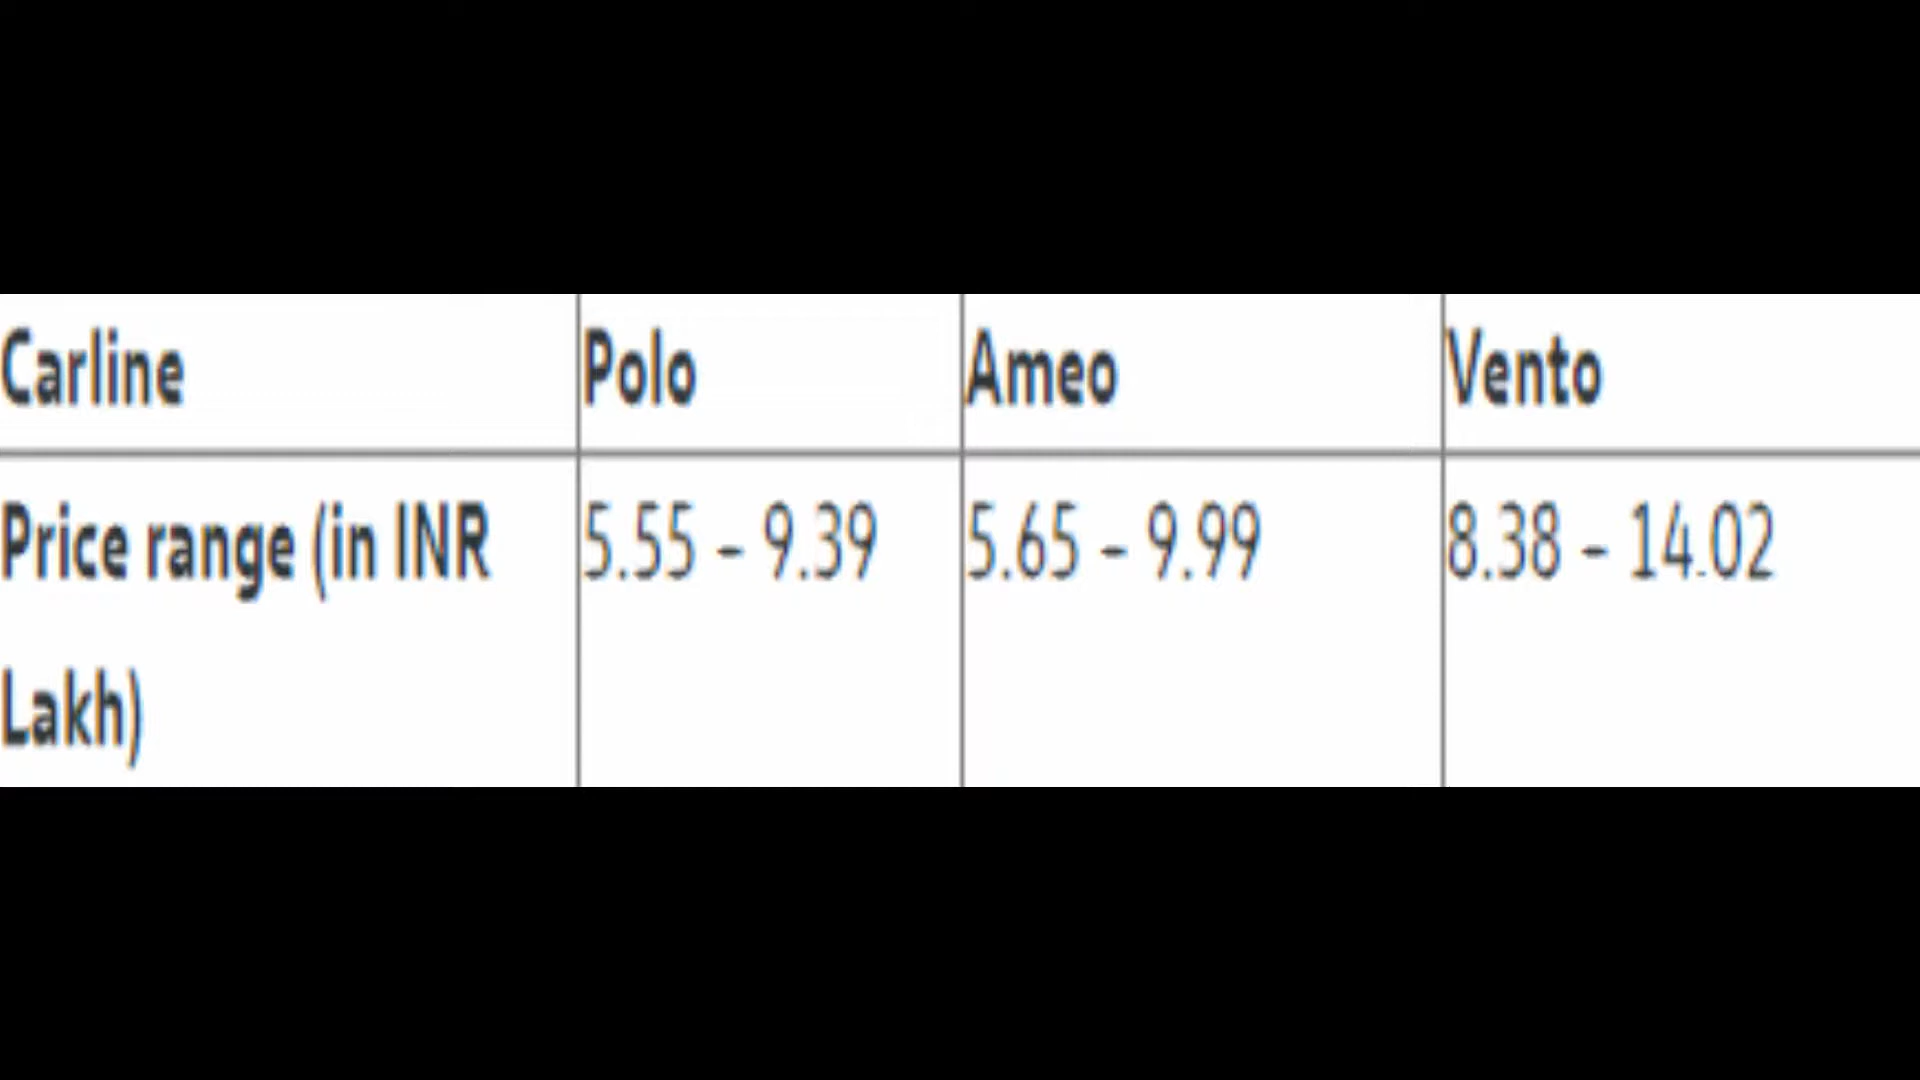 Carline Polo Ameo Vento
Price range (in INR 5.55 – 9.39 5.65 – 9.99 8.38 – 14.02
Lakh)